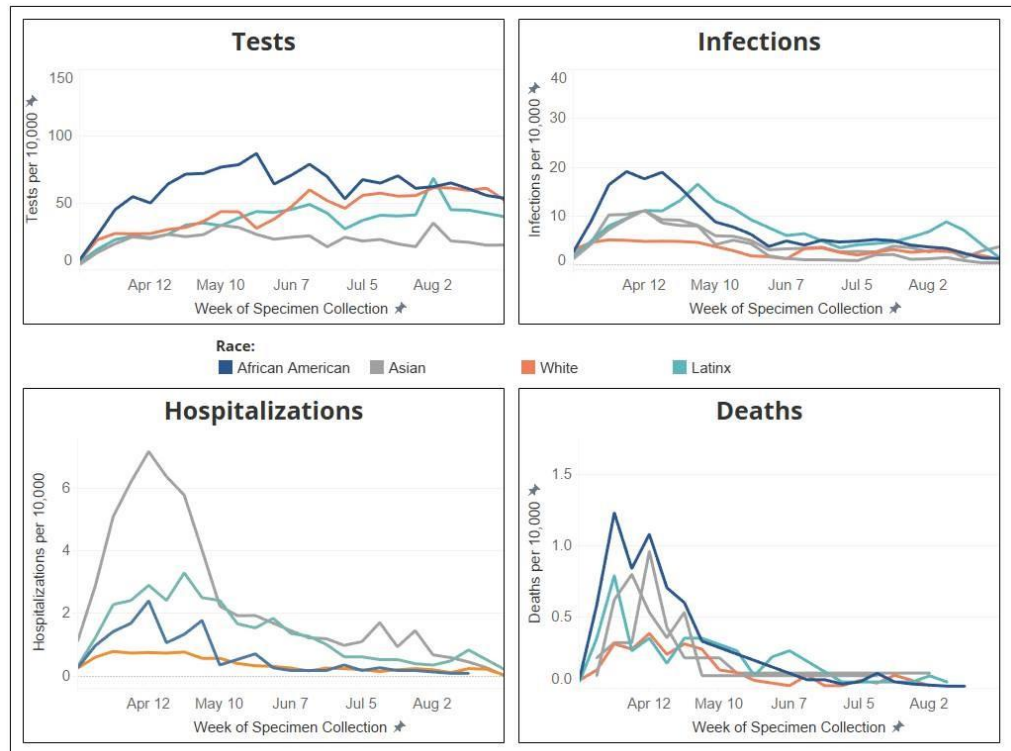 Tests
150
100
50
0
Tests per 10,000
Apr 12 May 10 Jun 7 Jul 5 Aug 2
Week of Specimen Collection
Infections
40
30
20
10
0
Infections per 10,000
Apr 12 May 10 Jun 7 Jul 5 Aug 2
Week of Specimen Collection
Race:
African American Asian White Latinx
Hospitalizations
6
4
2
0
Hospitalizations per 10,000
Apr 12 May 10 Jun 7 Jul 5 Aug 2
Week of Specimen Collection
Deaths
1.5
1.0
0.5
0.0
Deaths per 10,000
Apr 12 May 10 Jun 7 Jul 5 Aug 2
Week of Specimen Collection